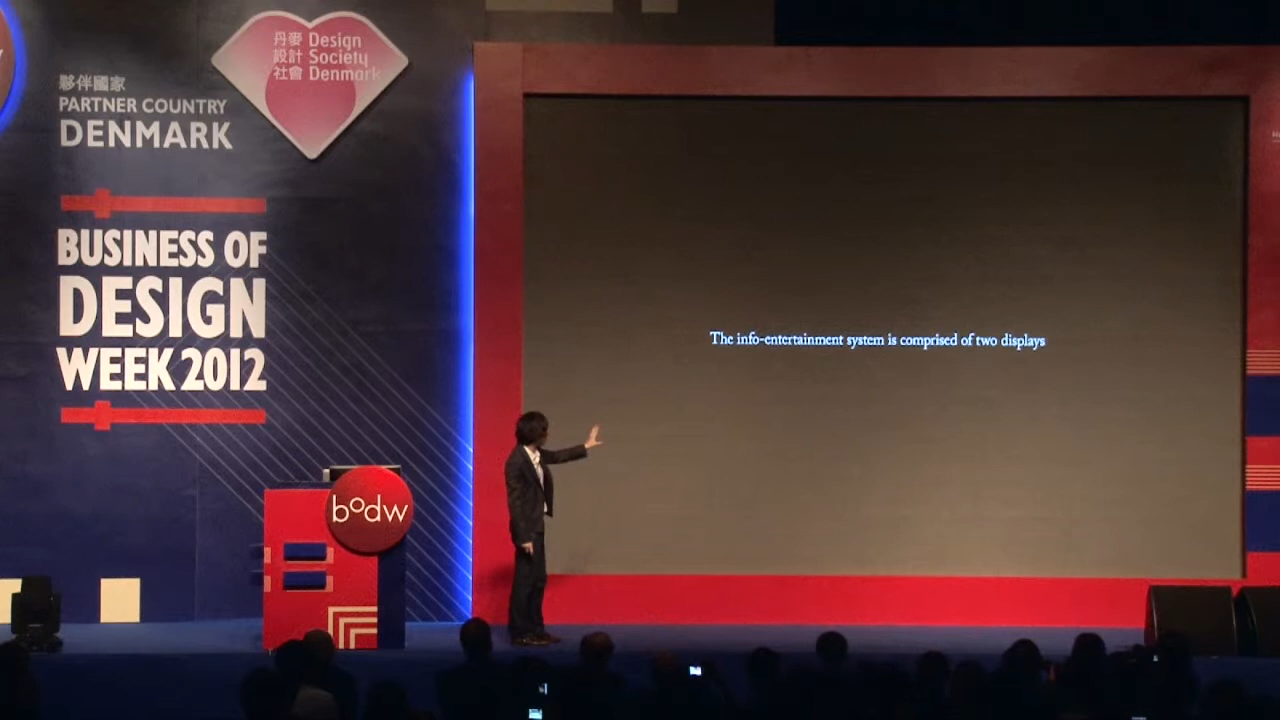 夥伴國家
PARTNER COUNTRY
DENMARK
丹麥 Design
設計 Society
社會 Denmark
BUSINESS OF
DESIGN
WEEK 2012
bodw
The info-entertainment system is comprised of two displays